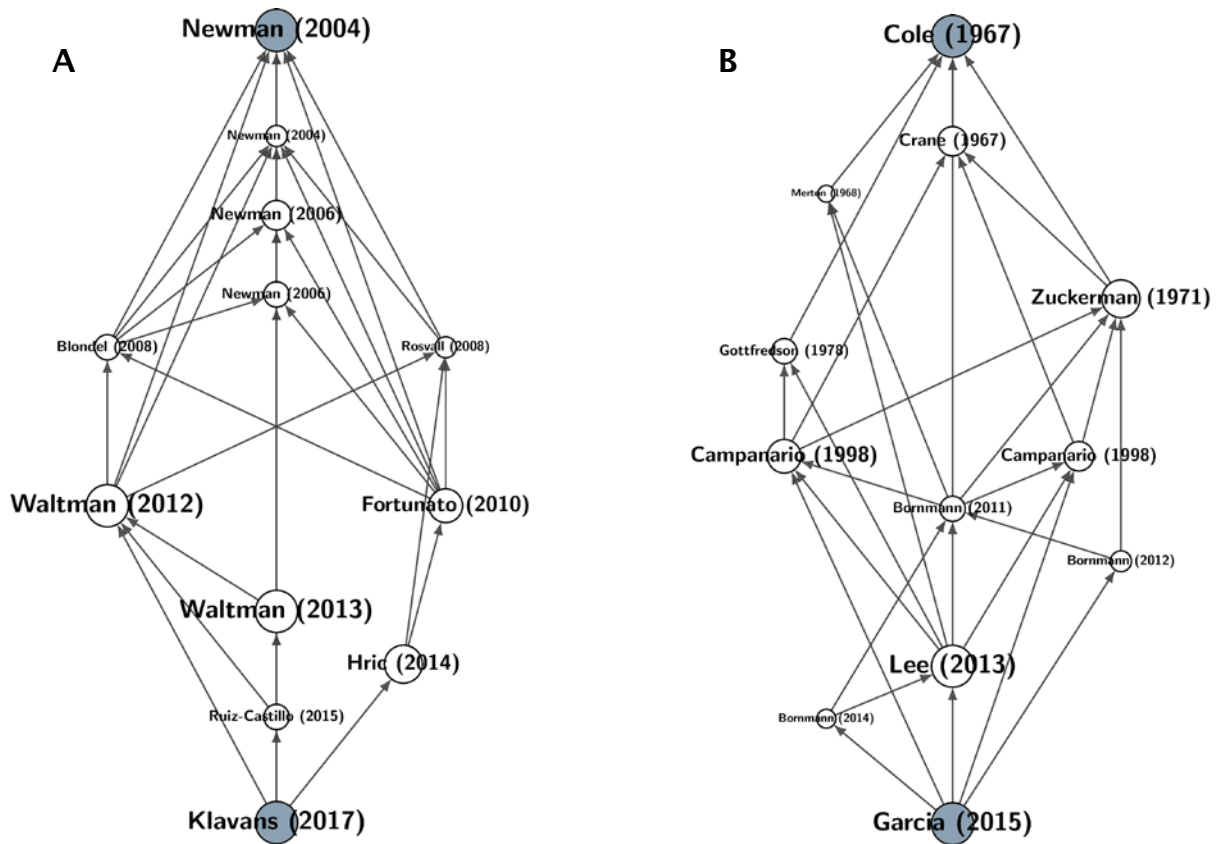 A
Newman (2004)
Newman (2004)
Newman (2006)
Newman (2006)
Blondel (2008)
Rosvall (2008)
Waltman (2012)
Fortunato (2010)
Waltman (2013)
Hric (2014)
Ruiz-Castillo (2015)
Klavans (2017)
B
Cole (1967)
Crane (1967)
Merton (1968)
Zuckerman (1971)
Gottfredson (1978)
Campanario (1998)
Campanario (1998)
Bornmann (2011)
Bornmann (2012)
Lee (2013)
Bornmann (2014)
Garcia (2015)